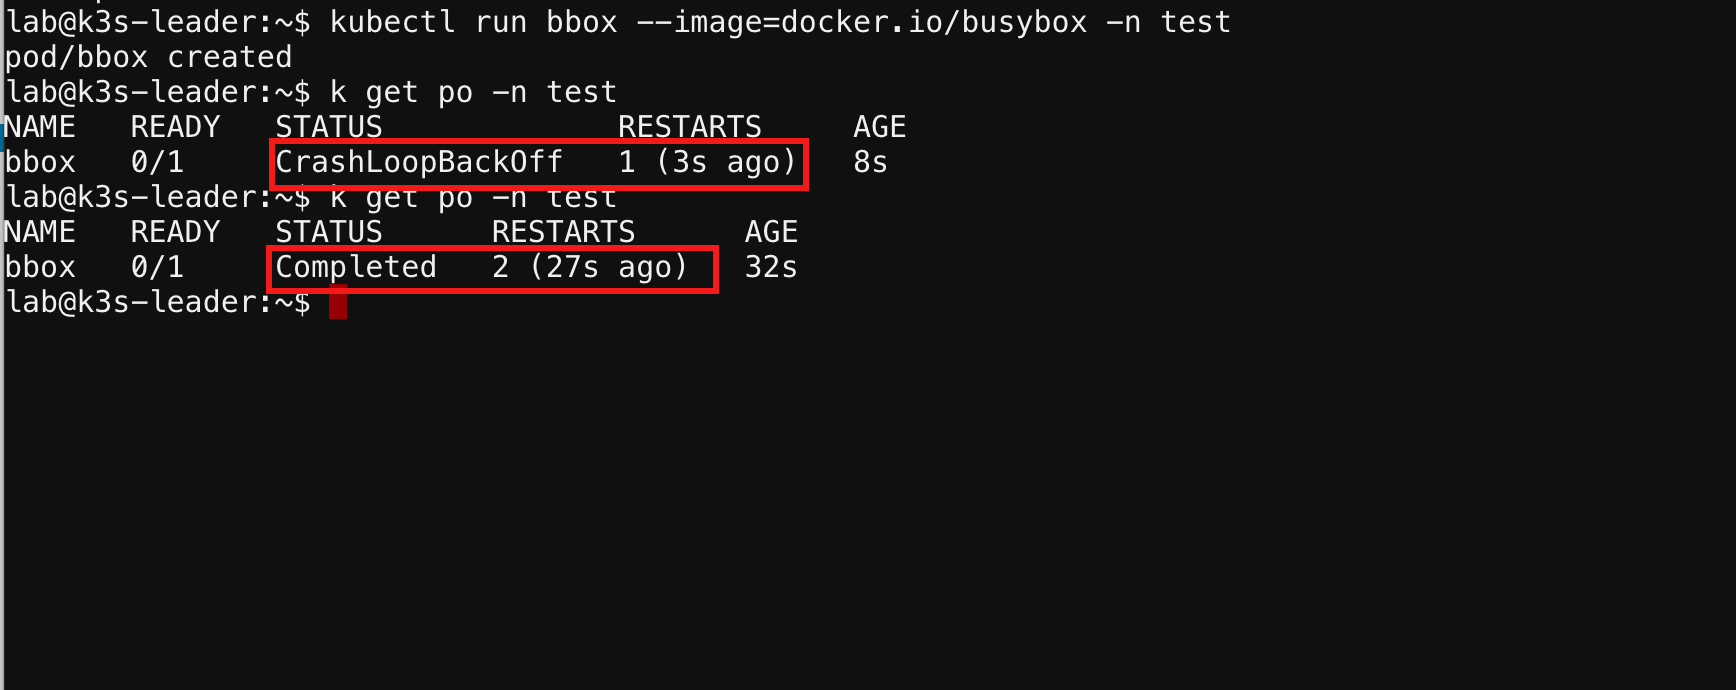 lab@k3s-leader:~$ kubectl run bbox --image=docker.io/busybox -n test
pod/bbox created
lab@k3s-leader:~$ k get po -n test
NAME   READY   STATUS             RESTARTS     AGE
bbox   0/1     CrashLoopBackOff   1 (3s ago)   8s
lab@k3s-leader:~$ k get po -n test
NAME   READY   STATUS      RESTARTS      AGE
bbox   0/1     Completed   2 (27s ago)   32s
lab@k3s-leader:~$